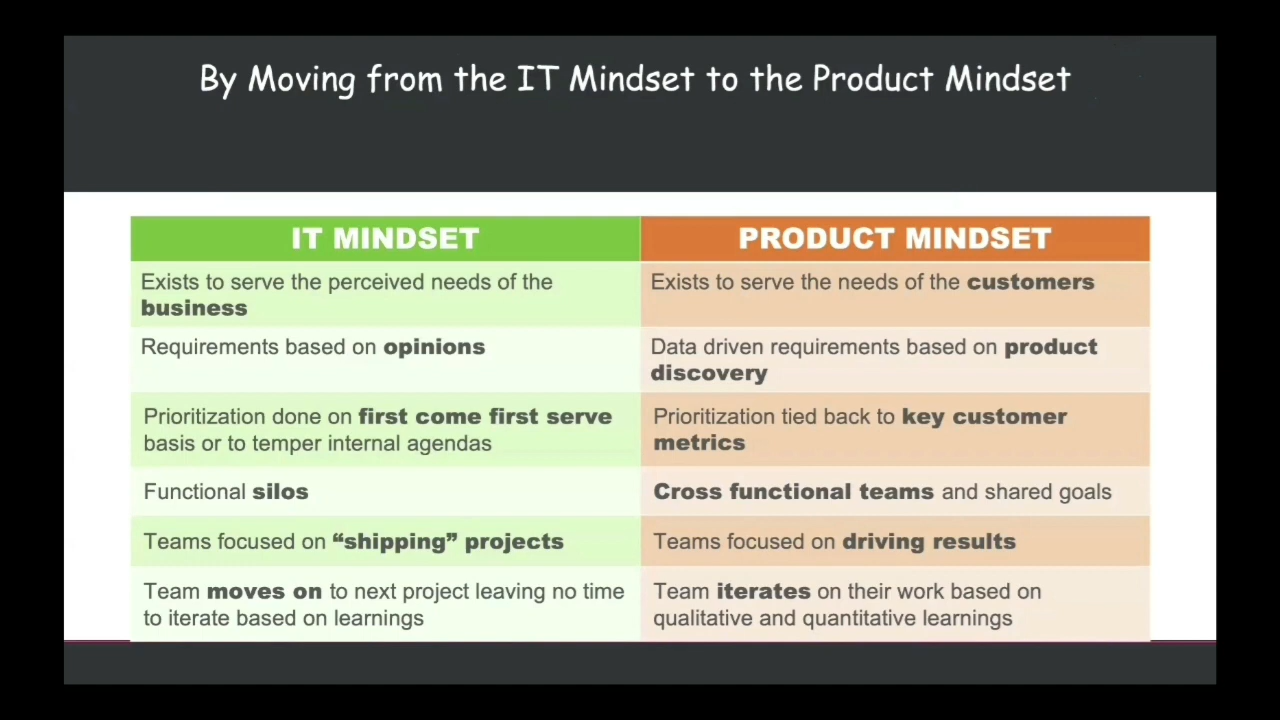 By Moving from the IT Mindset to the Product Mindset
IT MINDSET
PRODUCT MINDSET
Exists to serve the perceived needs of the
business
Exists to serve the needs of the customers
Requirements based on opinions
Data driven requirements based on product
discovery
Prioritization done on first come first serve
basis or to temper internal agendas
Prioritization tied back to key customer
metrics
Functional silos
Cross functional teams and shared goals
Teams focused on “shipping” projects
Teams focused on driving results
Team moves on to next project leaving no time
to iterate based on learnings
Team iterates on their work based on
qualitative and quantitative learnings